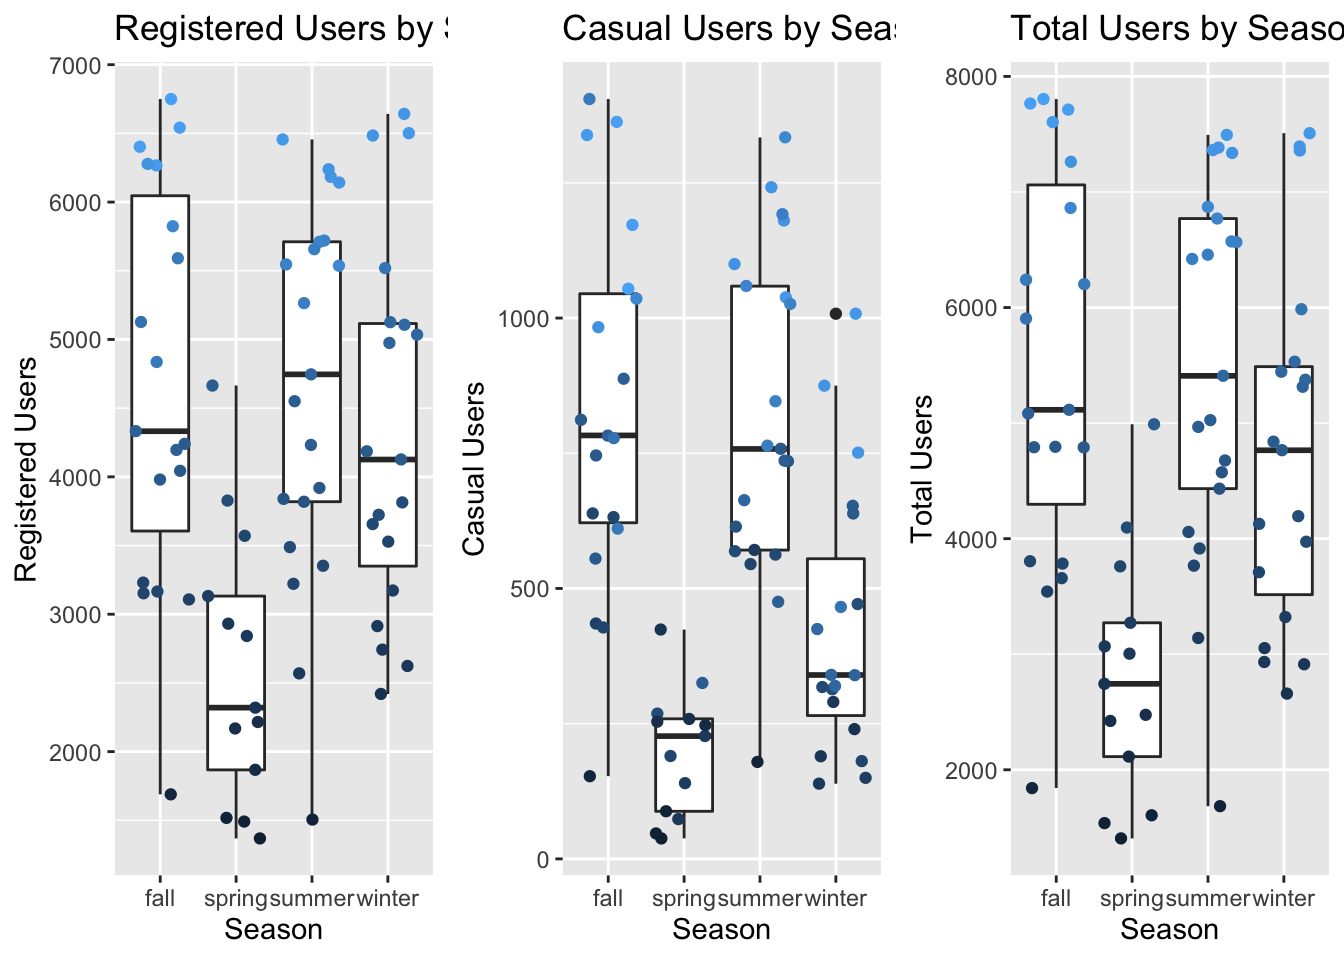 Registered Users by S
7000
6000
5000
4000
3000
2000
Registered Users
fall spring summer winter
Season
Casual Users by Seas
1000
500
0
Casual Users
fall spring summer winter
Season
Total Users by Seaso
8000
6000
4000
2000
Total Users
fall spring summer winter
Season